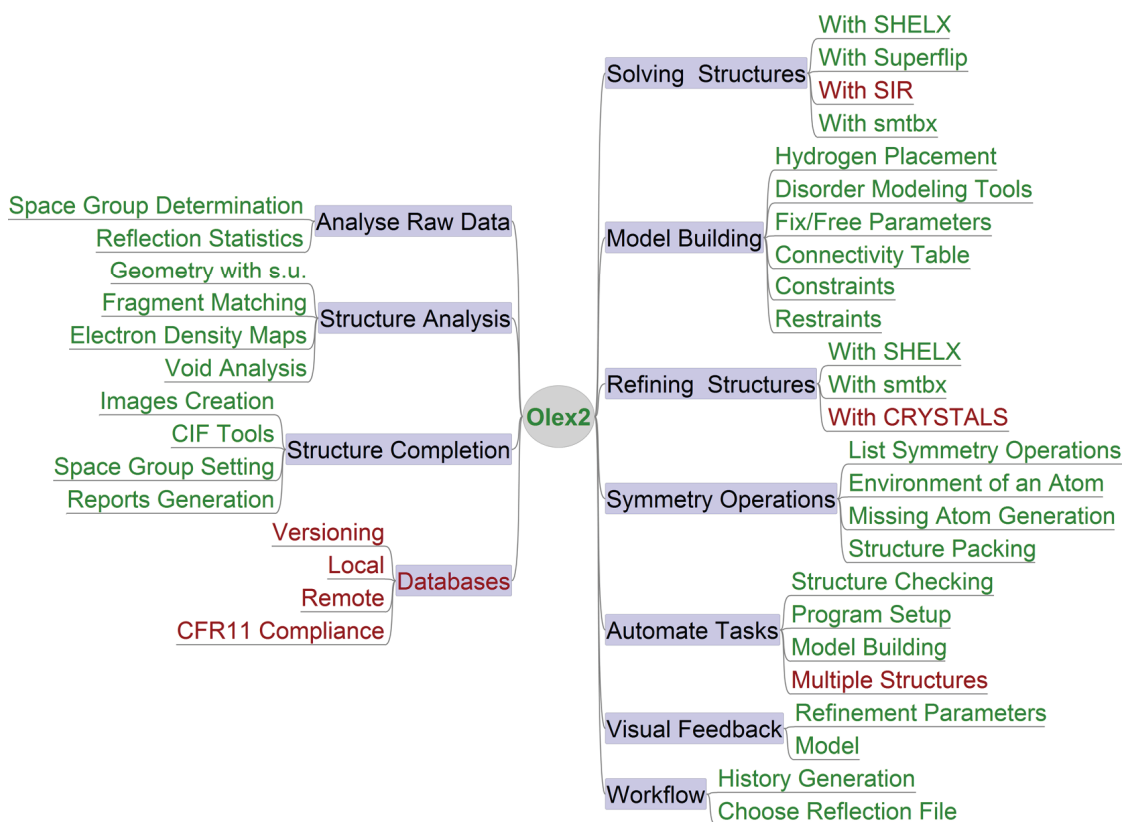 Olex2
Analyse Raw Data
Space Group Determination
Reflection Statistics
Structure Analysis
Geometry with s.u.
Fragment Matching
Electron Density Maps
Void Analysis
Structure Completion
Images Creation
CIF Tools
Space Group Setting
Reports Generation
Databases
Versioning
Local
Remote
CFR11 Compliance
Solving Structures
With SHELX
With Superflip
With SIR
With smtbx
Model Building
Hydrogen Placement
Disorder Modeling Tools
Fix/Free Parameters
Connectivity Table
Constraints
Restraints
Refining Structures
With SHELX
With smtbx
With CRYSTALS
Symmetry Operations
List Symmetry Operations
Environment of an Atom
Missing Atom Generation
Structure Packing
Automate Tasks
Structure Checking
Program Setup
Model Building
Multiple Structures
Visual Feedback
Refinement Parameters
Model
Workflow
History Generation
Choose Reflection File